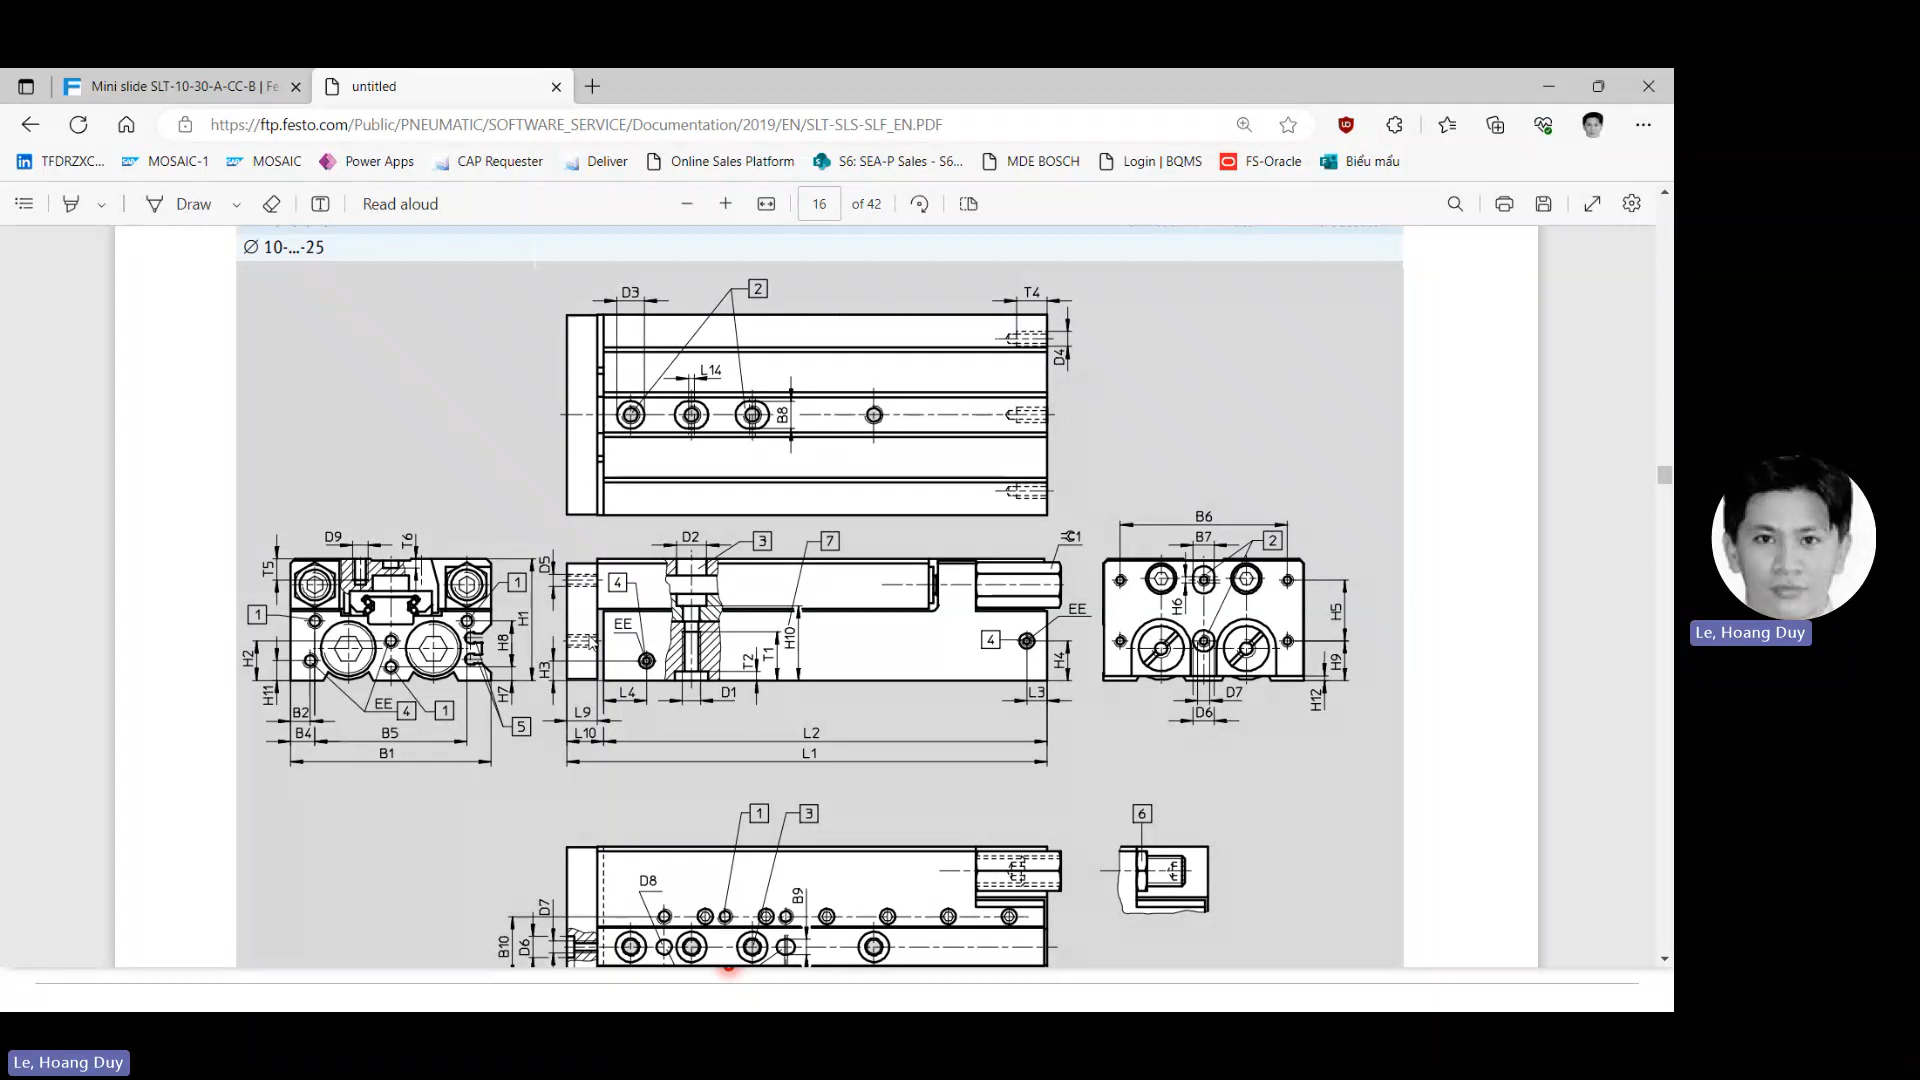 Mini slide SLT-10-30-A-CC-B | Fe
untitled
https://ftp.festo.com/Public/PNEUMATIC/SOFTWARE_SERVICE/Documentation/2019/EN/SLT-SLS-SLF_EN.PDF
TFDRZXC... MOSAIC-1 MOSAIC Power Apps CAP Requester Deliver Online Sales Platform S6: SEA-P Sales - S6... MDE BOSCH Login | BQMS FS-Oracle Biểu mẫu
Draw Read aloud 16 of 42
Ø 10-...-25
D3 2 T4
D4
L14
B8
B6
D9 T6 D2 3 7 B7 2
T5 D5 4 1
1 EE EE
H1 H10 H6 H5
H2 H8 H3 T1 T2 4 H4 H9
H11 H7 L4 D1 L3 D7 H12
EE 4 1
B2 L9 D6
5
B4 B5 L10 L2
B1 L1
1 3 6
D8
D7 B9
B10 D6
Le, Hoang Duy
Le, Hoang Duy